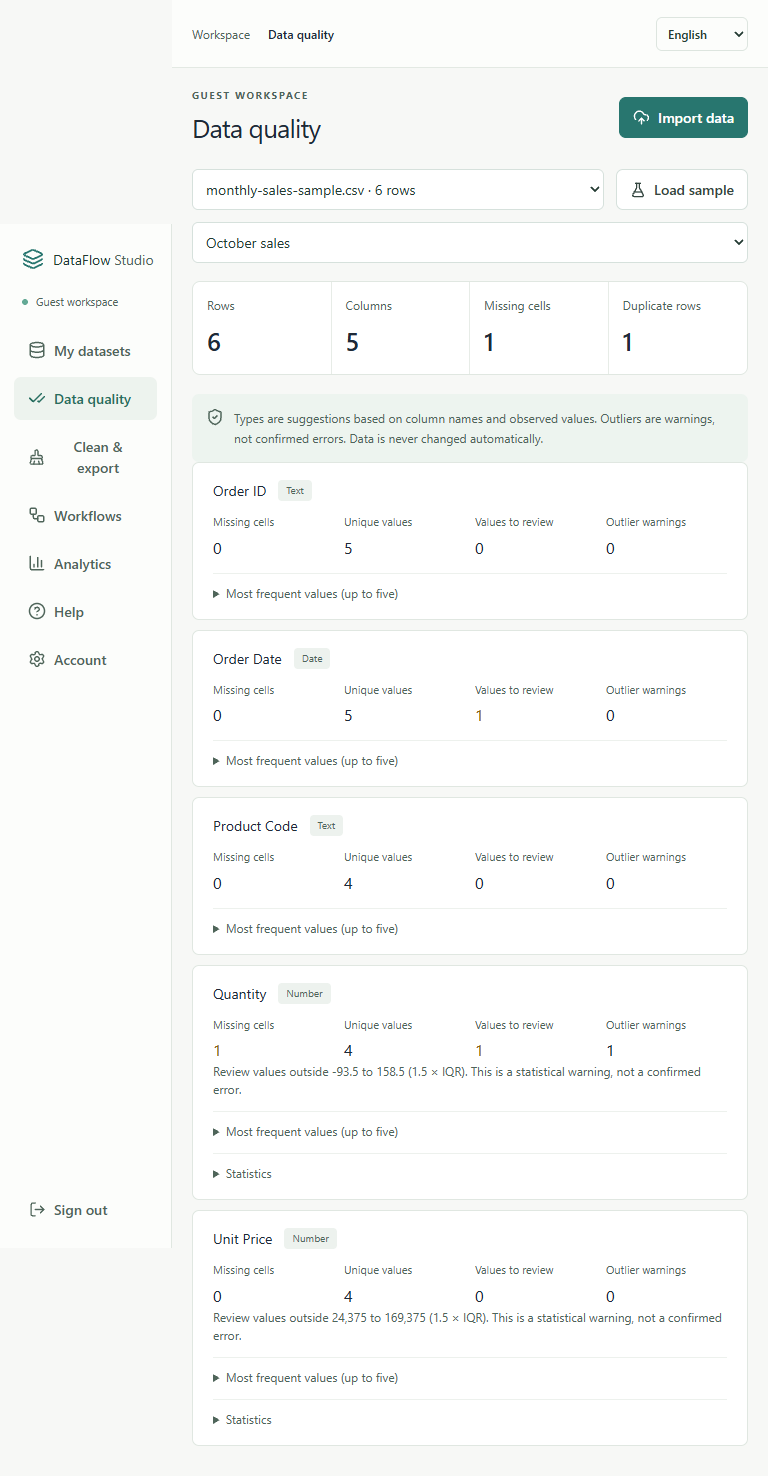 Workspace Data quality English
GUEST WORKSPACE
Data quality
Import data
monthly-sales-sample.csv · 6 rows
Load sample
October sales
DataFlow Studio
Guest workspace
My datasets
Data quality
Clean &
export
Workflows
Analytics
Help
Account
Sign out
Rows Columns Missing cells Duplicate rows
6 5 1 1
Types are suggestions based on column names and observed values. Outliers are warnings,
not confirmed errors. Data is never changed automatically.
Order ID Text
Missing cells Unique values Values to review Outlier warnings
0 5 0 0
Most frequent values (up to five)
Order Date Date
Missing cells Unique values Values to review Outlier warnings
0 5 1 0
Most frequent values (up to five)
Product Code Text
Missing cells Unique values Values to review Outlier warnings
0 4 0 0
Most frequent values (up to five)
Quantity Number
Missing cells Unique values Values to review Outlier warnings
1 4 1 1
Review values outside -93.5 to 158.5 (1.5 × IQR). This is a statistical warning, not a confirmed
error.
Most frequent values (up to five)
Statistics
Unit Price Number
Missing cells Unique values Values to review Outlier warnings
0 4 0 0
Review values outside 24,375 to 169,375 (1.5 × IQR). This is a statistical warning, not a confirmed
error.
Most frequent values (up to five)
Statistics